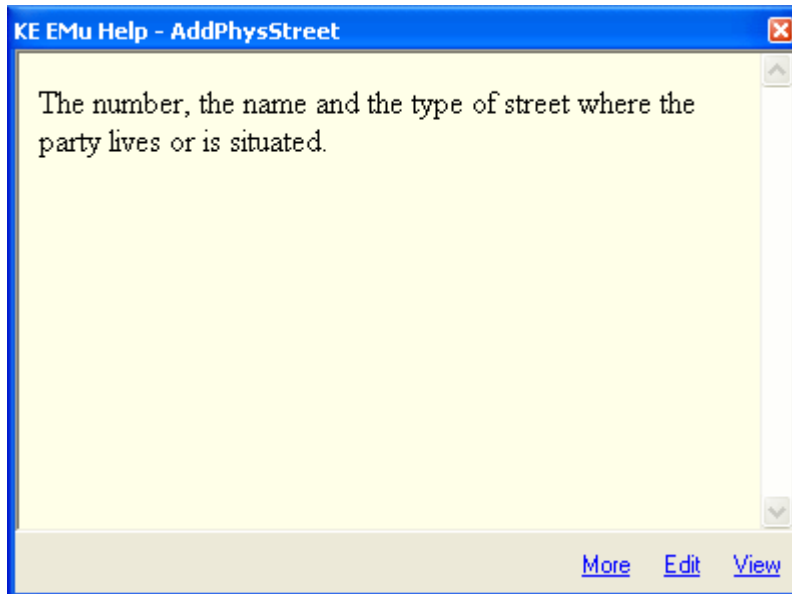 KE EMu Help - AddPhysStreet
The number, the name and the type of street where the
party lives or is situated.
More Edit View